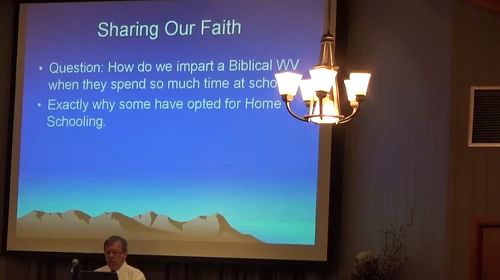 Sharing Our Faith
• Question: How do we impart a Biblical WV
when they spend so much time at
• Exactly why some have opted for Home
Schooling.